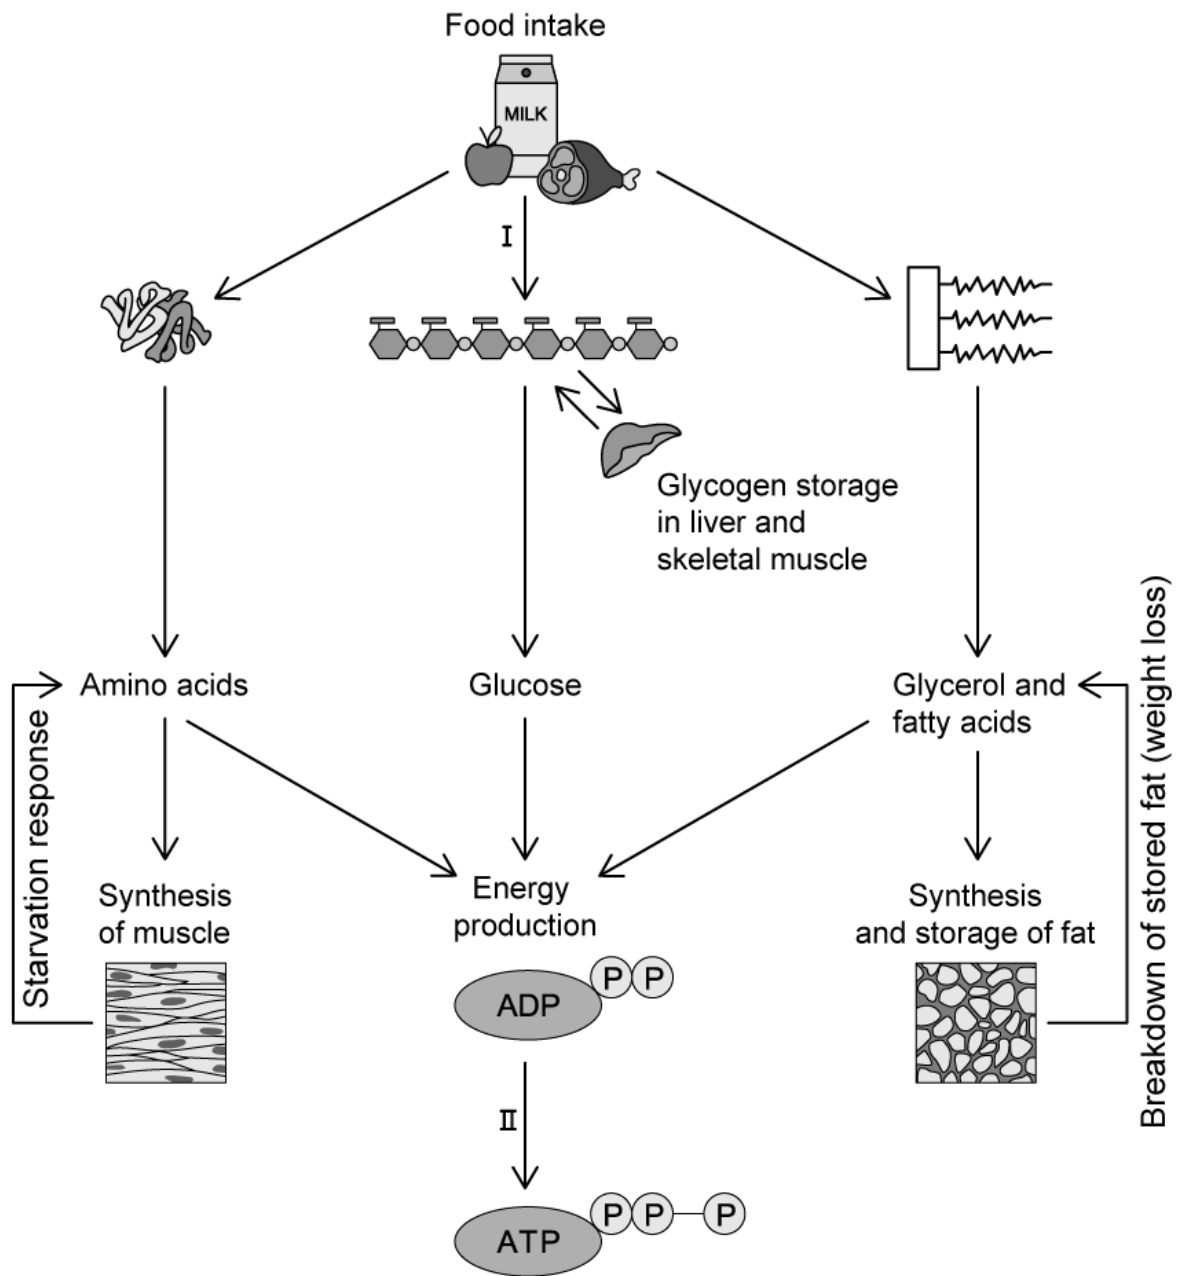 Food intake
MILK
I
Glycogen storage
in liver and
skeletal muscle
Amino acids
Glucose
Glycerol and
fatty acids
Starvation response
Breakdown of stored fat (weight loss)
Synthesis
of muscle
Energy
production
Synthesis
and storage of fat
ADP
P P
II
ATP
P P P